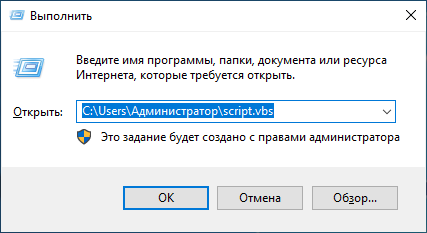 Выполнить
Введите имя программы, папки, документа или ресурса
Интернета, которые требуется открыть.
Открыть: C:\Users\Администратор\script.vbs
Это задание будет создано с правами администратора
ОК Отмена Обзор...